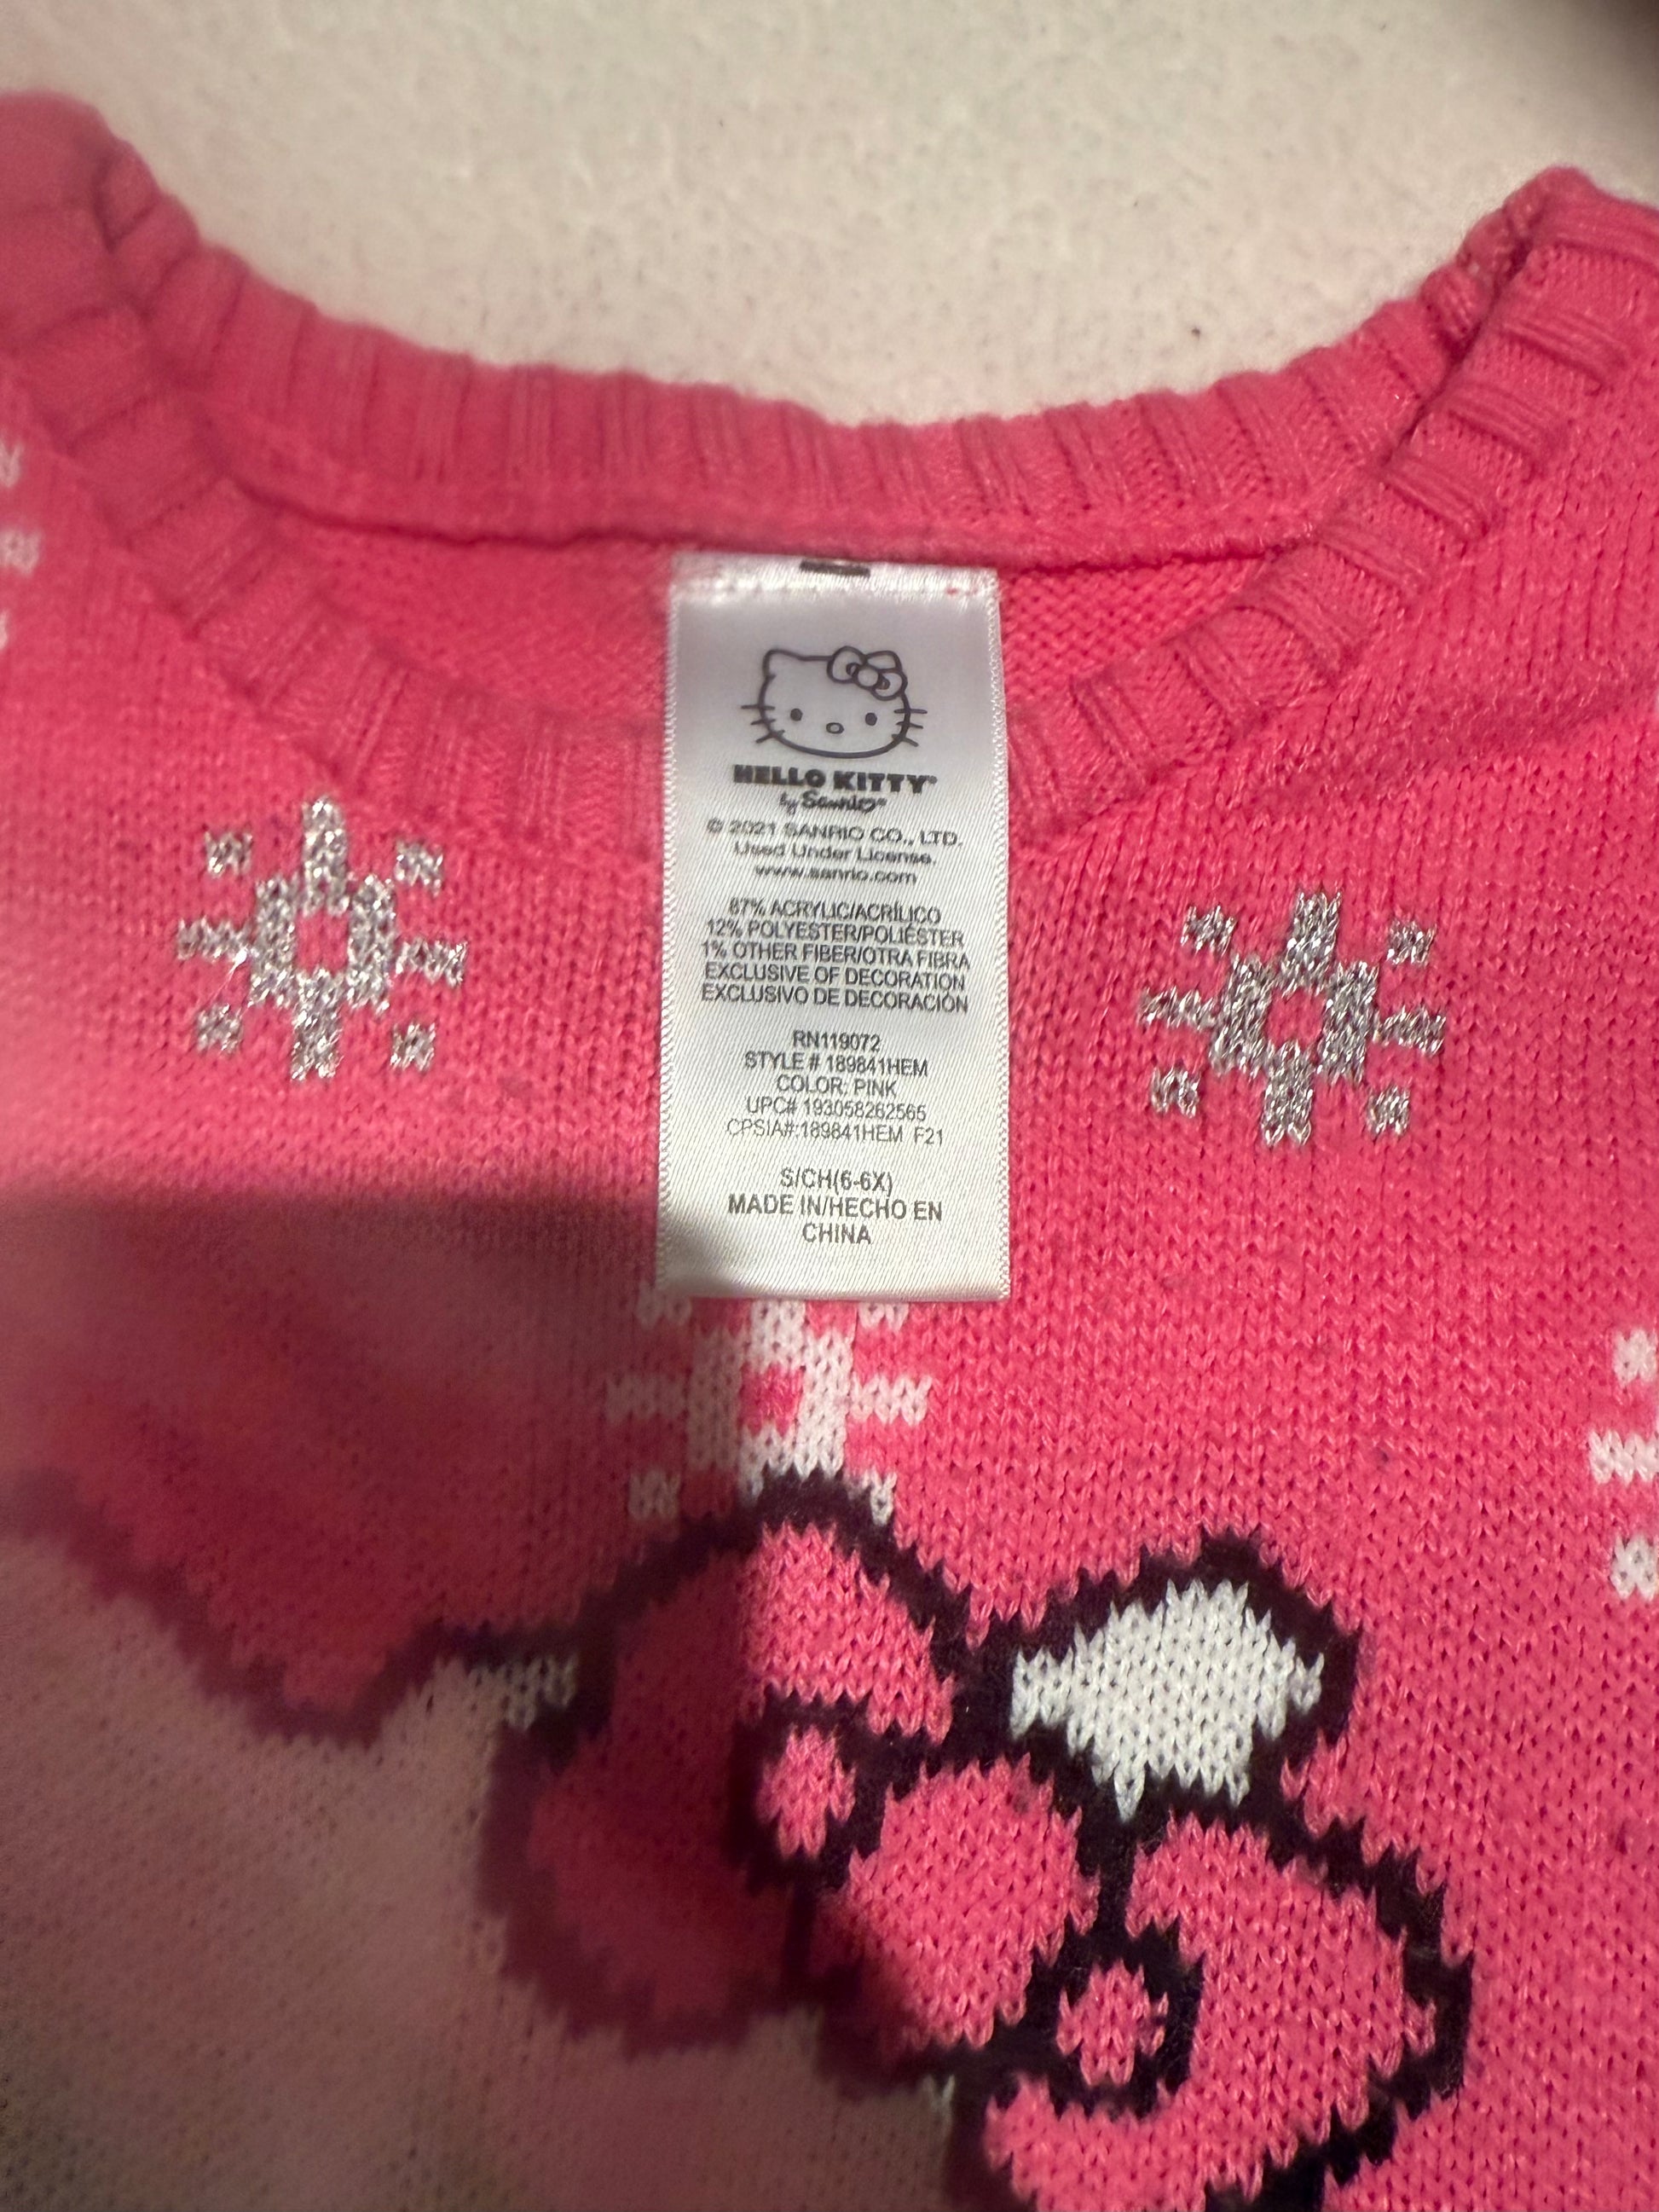 HELLO KITTY®
by Sanrio®
© 2021 SANRIO CO., LTD.
Used Under License.
www.sanrio.com
87% ACRYLIC/ACRÍLICO
12% POLYESTER/POLIÉSTER
1% OTHER FIBER/OTRA FIBRA
EXCLUSIVE OF DECORATION
EXCLUSIVO DE DECORACIÓN
RN119072
STYLE # 189841HEM
COLOR: PINK
UPC# 193058262565
CPSIA#:189841HEM F21
S/CH(6-6X)
MADE IN/HECHO EN
CHINA